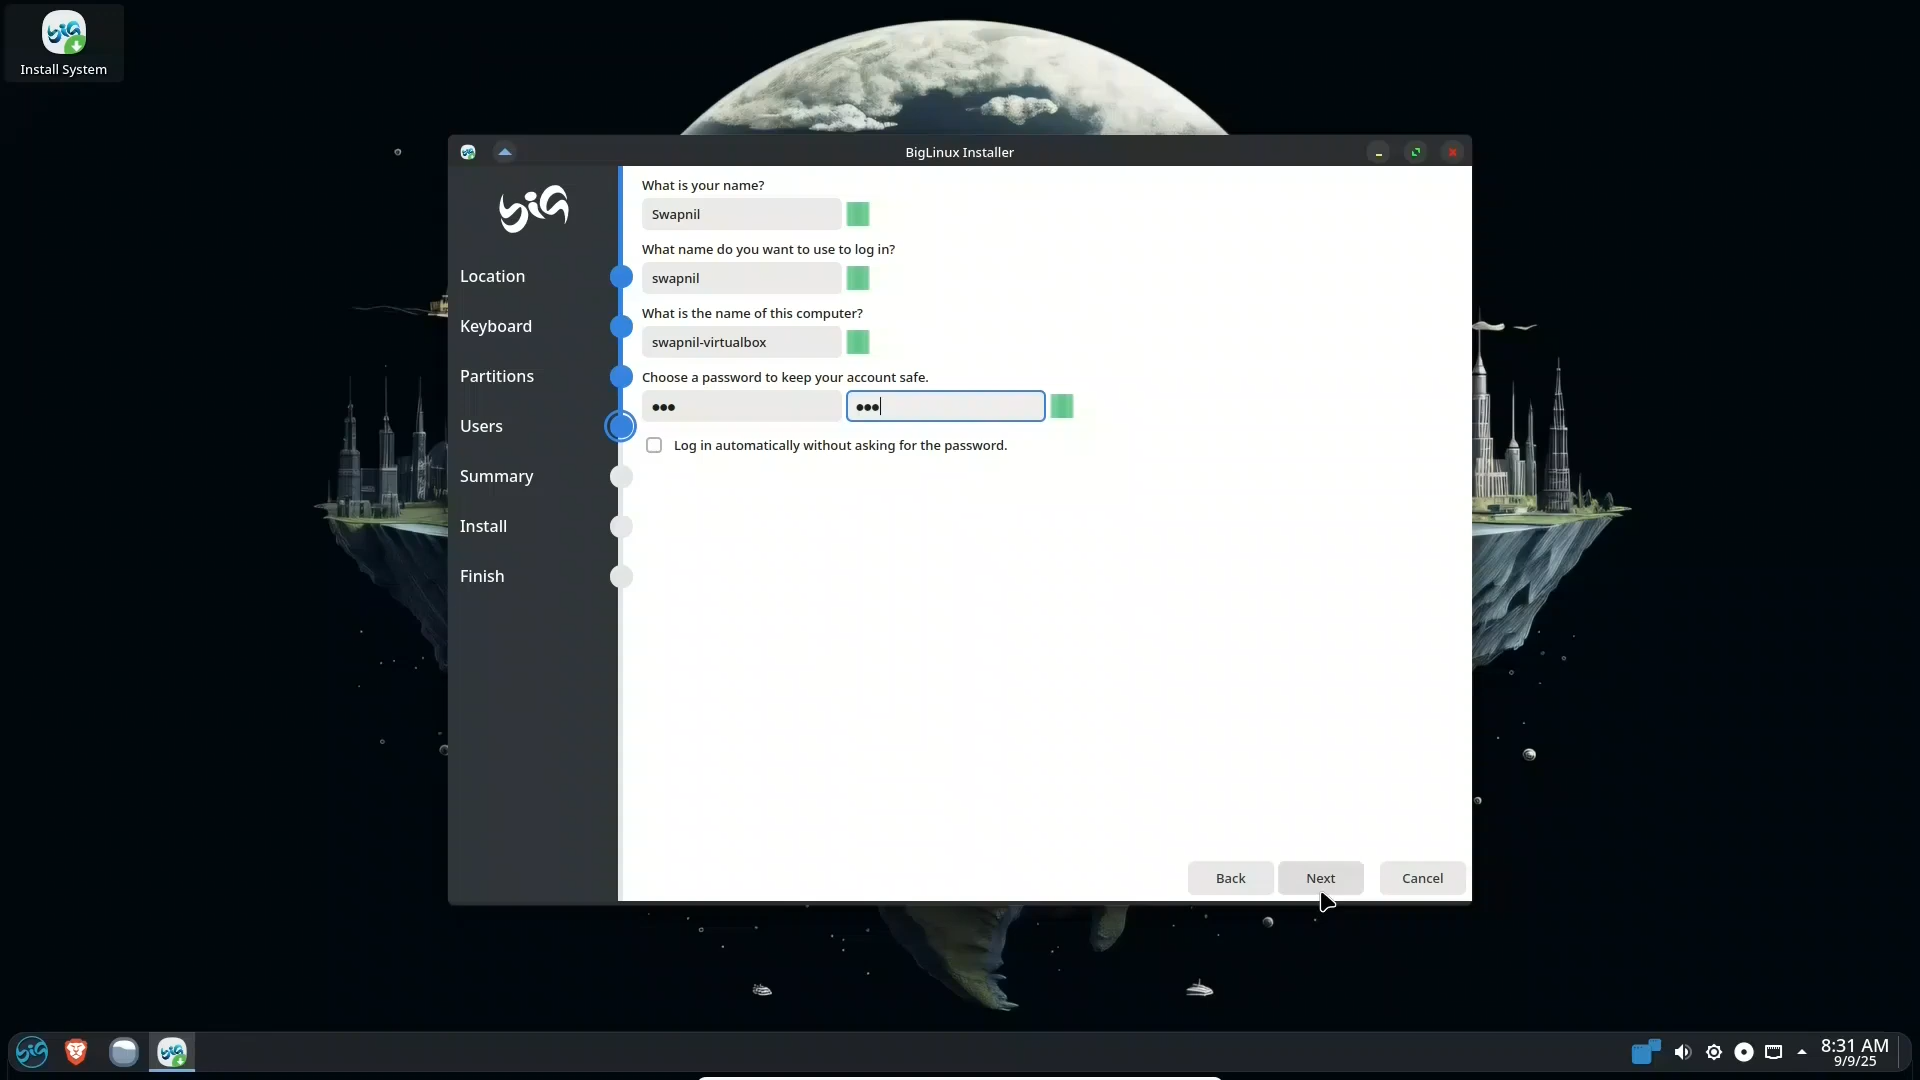 Install System
BigLinux Installer
big
Location
Keyboard
Partitions
Users
Summary
Install
Finish
What is your name?
Swapnil
What name do you want to use to log in?
swapnil
What is the name of this computer?
swapnil-virtualbox
Choose a password to keep your account safe.
●●● ●●●
Log in automatically without asking for the password.
Back Next Cancel
8:31 AM
9/9/25